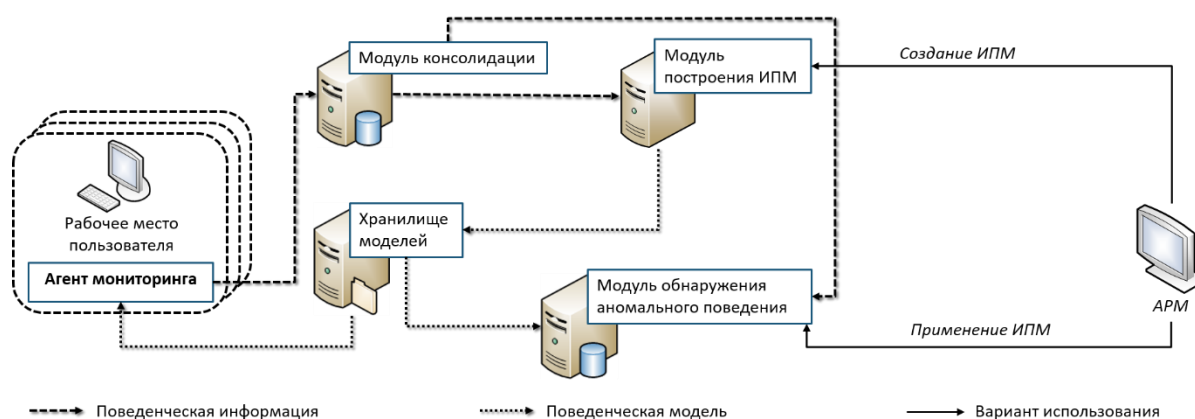 Модуль консолидации
Модуль
построения ИПМ
Создание ИПМ
Рабочее место
пользователя
Агент мониторинга
Хранилище
моделей
Модуль обнаружения
аномального поведения
АРМ
Применение ИПМ
Поведенческая информация
Поведенческая модель
Вариант использования